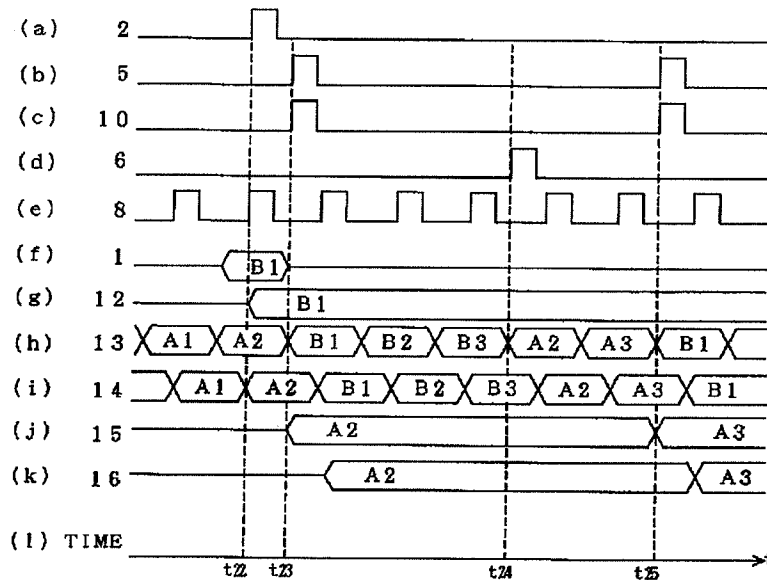 (a) 2
(b) 5
(c) 10
(d) 6
(e) 8
(f) 1 B1
(g) 12 B1
(h) 13 A1 A2 B1 B2 B3 A2 A3 B1
(i) 14 A1 A2 B1 B2 B3 A2 A3 B1
(j) 15 A2 A3
(k) 16 A2 A3
(l) TIME
t22 t23 t24 t25